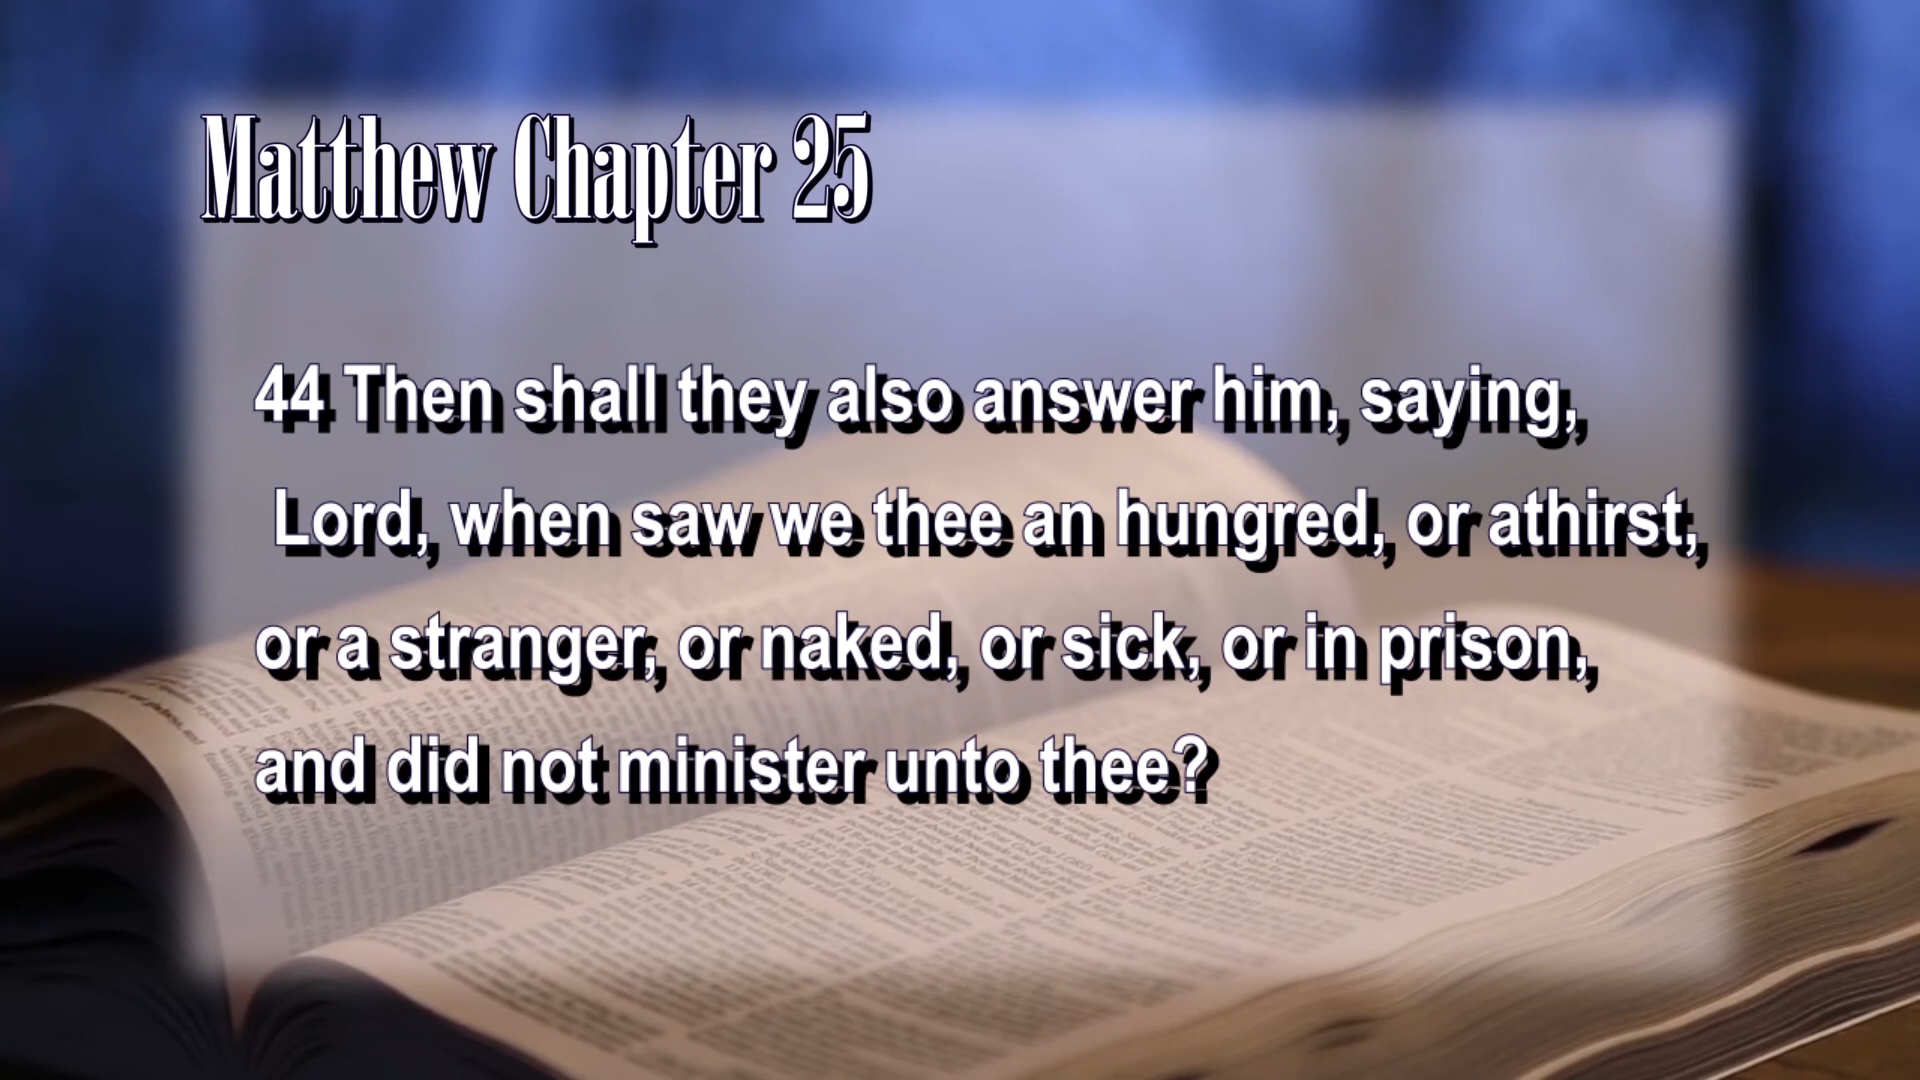 Matthew Chapter 25
44 Then shall they also answer him, saying,
Lord, when saw we thee an hungred, or athirst,
or a stranger, or naked, or sick, or in prison,
and did not minister unto thee?